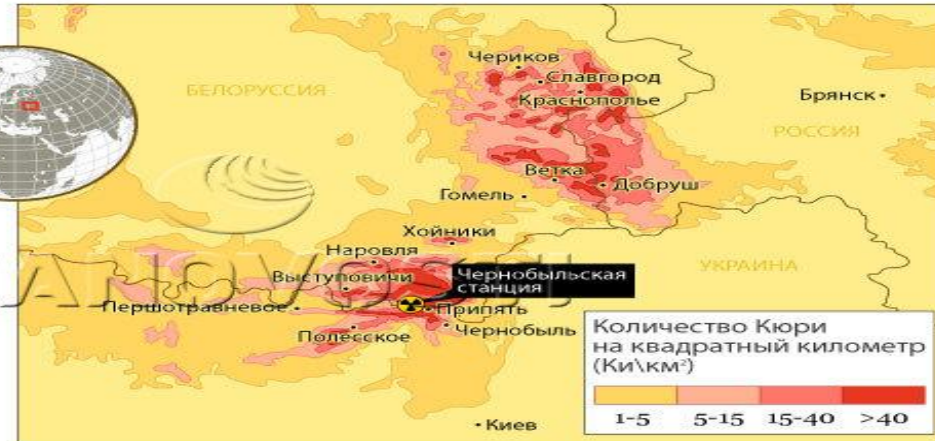 Чериков
Славгород
Краснополье
БЕЛОРУССИЯ
Брянск
РОССИЯ
Ветка
Добруш
Гомель
Хойники
Наровля
УКРАИНА
Выступовичи
Чернобыльская
станция
ANOVOSTI
Першотравневое
Припять
Полесское
Чернобыль
Киев
Количество Кюри
на квадратный километр
(Ки\км²)
1-5 5-15 15-40 >40